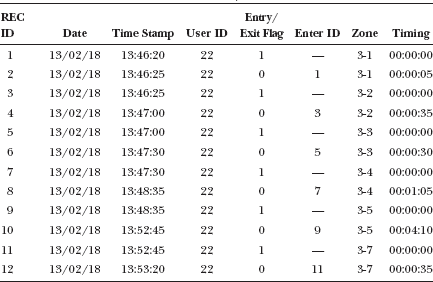 REC ID Date Time Stamp User ID Entry/ Exit Flag Enter ID Zone Timing
1 13/02/18 13:46:20 22 1 — 3-1 00:00:00
2 13/02/18 13:46:25 22 0 1 3-1 00:00:05
3 13/02/18 13:46:25 22 1 — 3-2 00:00:00
4 13/02/18 13:47:00 22 0 3 3-2 00:00:35
5 13/02/18 13:47:00 22 1 — 3-3 00:00:00
6 13/02/18 13:47:30 22 0 5 3-3 00:00:30
7 13/02/18 13:47:30 22 1 — 3-4 00:00:00
8 13/02/18 13:48:35 22 0 7 3-4 00:01:05
9 13/02/18 13:48:35 22 1 — 3-5 00:00:00
10 13/02/18 13:52:45 22 0 9 3-5 00:04:10
11 13/02/18 13:52:45 22 1 — 3-7 00:00:00
12 13/02/18 13:53:20 22 0 11 3-7 00:00:35